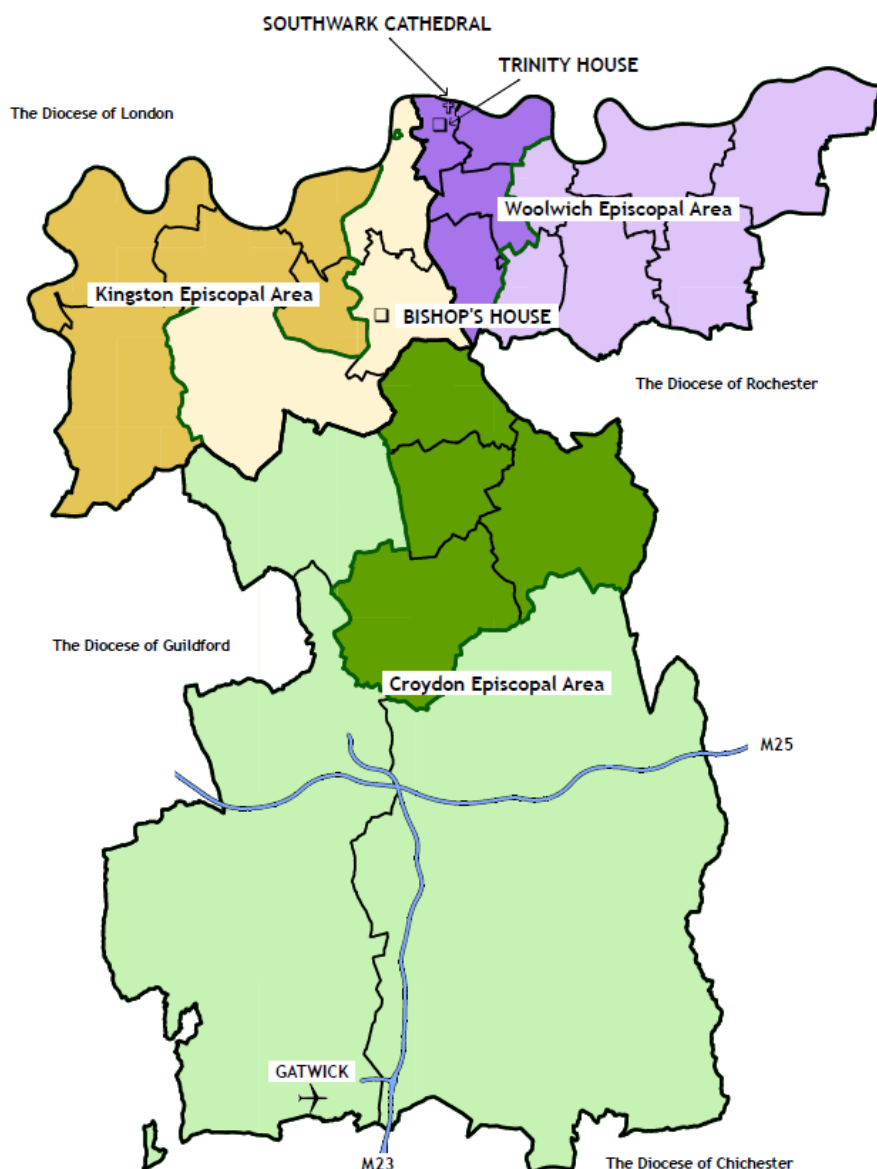 SOUTHWARK CATHEDRAL
TRINITY HOUSE
The Diocese of London
Woolwich Episcopal Area
Kingston Episcopal Area
BISHOP'S HOUSE
The Diocese of Rochester
The Diocese of Guildford
Croydon Episcopal Area
M25
GATWICK
M23
The Diocese of Chichester